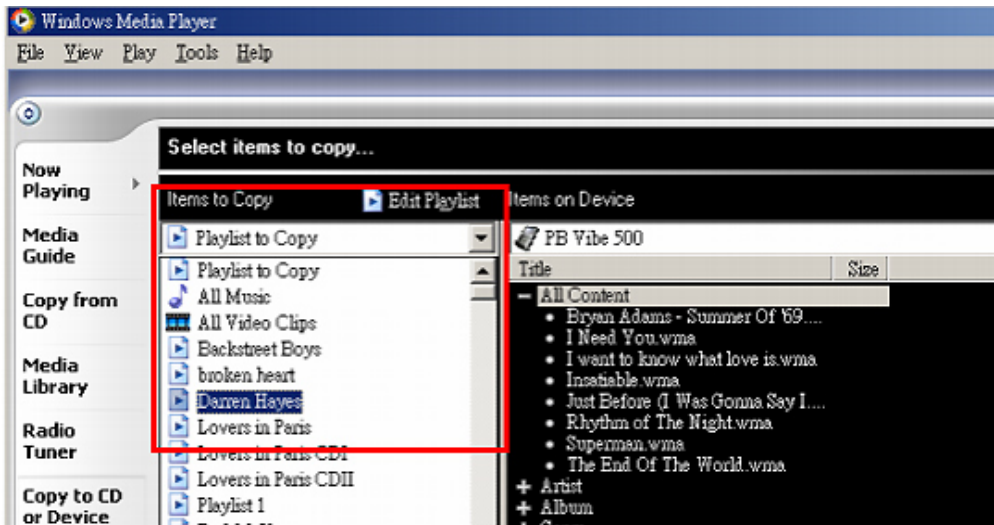 Windows Media Player
File View Play Tools Help
Select items to copy...
Now
Playing
Media
Guide
Copy from
CD
Media
Library
Radio
Tuner
Copy to CD
or Device
Items to Copy
Edit Playlist
Playlist to Copy
Playlist to Copy
All Music
All Video Clips
Backstreet Boys
broken heart
Darren Hayes
Lovers in Paris
Lovers in Paris CDI
Lovers in Paris CDII
Playlist 1
Items on Device
PB Vibe 500
Title Size
All Content
Bryan Adams - Summer Of '69....
I Need You.wma
I want to know what love is.wma
Insatiable.wma
Just Before (I Was Gonna Say I....
Rhythm of The Night.wma
Superman.wma
The End Of The World.wma
Artist
Album